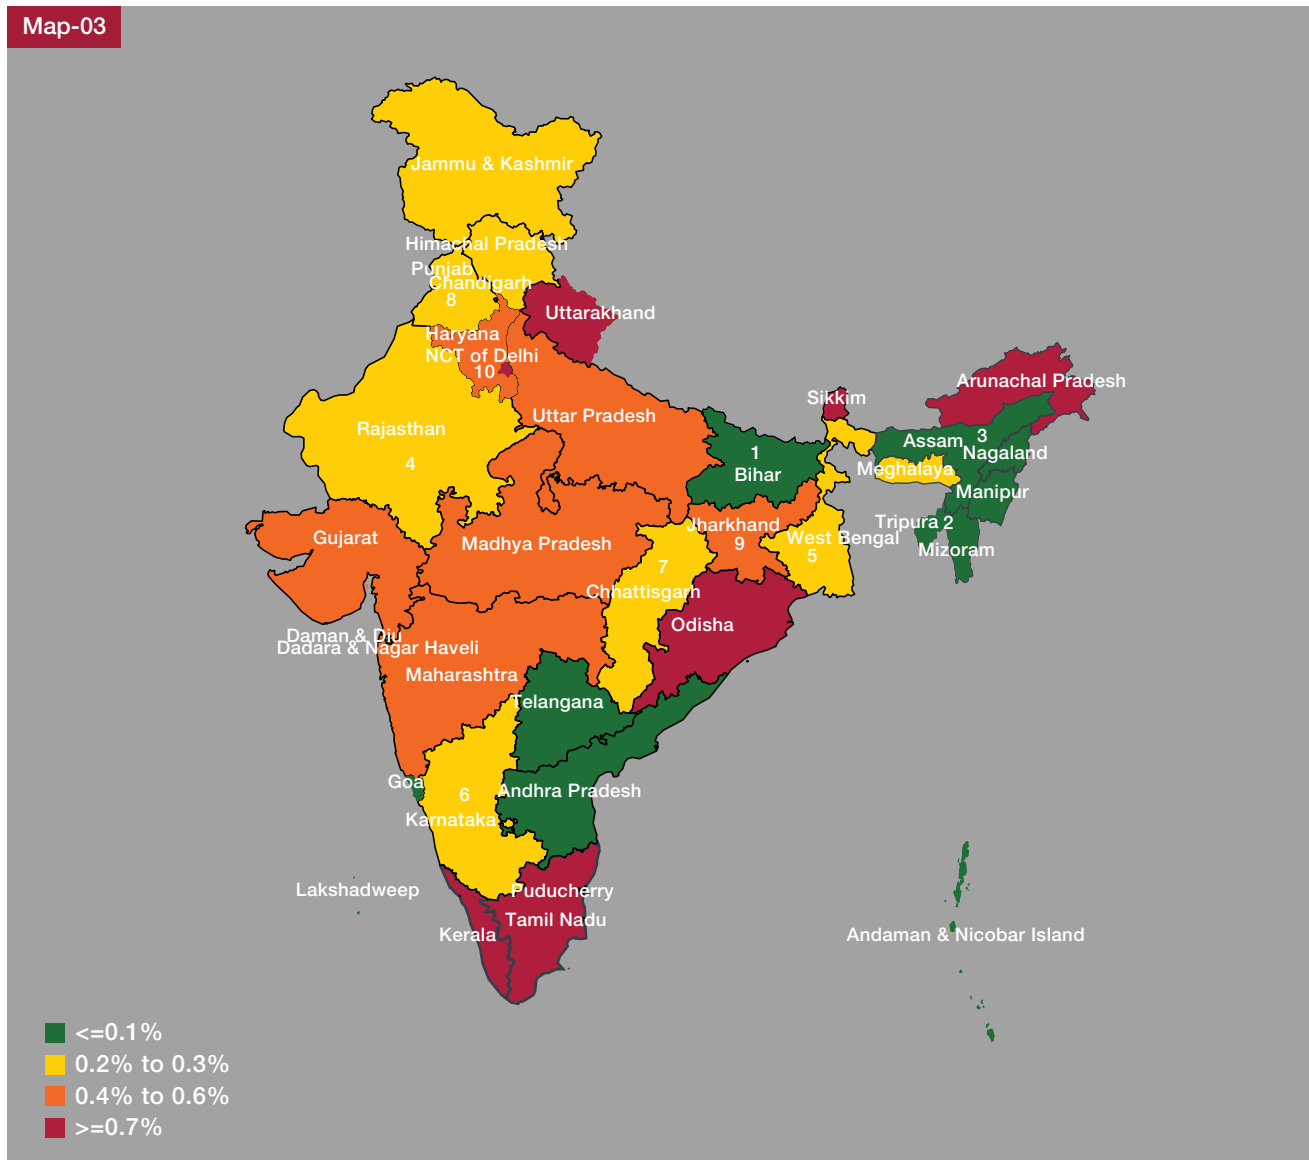 Map-03
Jammu & Kashmir
Himachal Pradesh
Punjab
Chandigarh
8
Uttarakhand
Haryana
NCT of Delhi
10
Arunachal Pradesh
Sikkim
Uttar Pradesh
Rajasthan
4
1
Bihar
Assam
3
Nagaland
Meghalaya
Manipur
Tripura 2
Mizoram
Gujarat
Madhya Pradesh
Jharkhand
9
West Bengal
5
7
Chhattisgarh
Odisha
Daman & Diu
Dadara & Nagar Haveli
Maharashtra
Telangana
Goa
6
Karnataka
Andhra Pradesh
Lakshadweep
Puducherry
Tamil Nadu
Kerala
Andaman & Nicobar Island
<=0.1%
0.2% to 0.3%
0.4% to 0.6%
>=0.7%